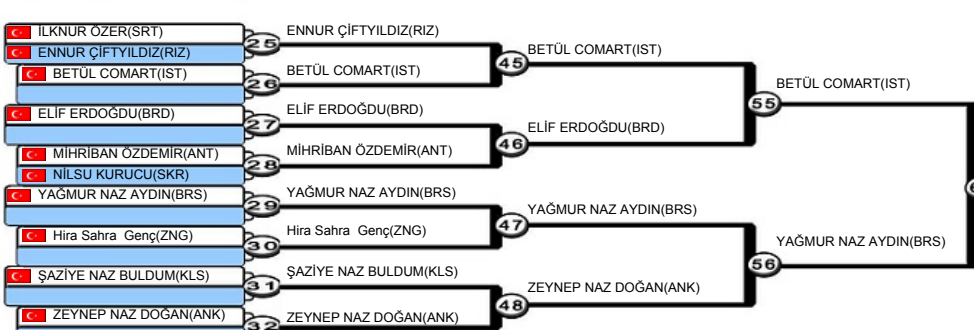 İLKNUR ÖZER(SRT)
ENNUR ÇİFTYILDIZ(RIZ)
25
ENNUR ÇİFTYILDIZ(RIZ)
BETÜL COMART(IST)
26
BETÜL COMART(IST)
45
BETÜL COMART(IST)
ELİF ERDOĞDU(BRD)
27
ELİF ERDOĞDU(BRD)
MİHRİBAN ÖZDEMİR(ANT)
NİLSU KURUCU(SKR)
28
MİHRİBAN ÖZDEMİR(ANT)
46
ELİF ERDOĞDU(BRD)
55
BETÜL COMART(IST)
YAĞMUR NAZ AYDIN(BRS)
29
YAĞMUR NAZ AYDIN(BRS)
Hira Sahra Genç(ZNG)
30
Hira Sahra Genç(ZNG)
47
YAĞMUR NAZ AYDIN(BRS)
ŞAZİYE NAZ BULDUM(KLS)
31
ŞAZİYE NAZ BULDUM(KLS)
ZEYNEP NAZ DOĞAN(ANK)
32
ZEYNEP NAZ DOĞAN(ANK)
48
ZEYNEP NAZ DOĞAN(ANK)
56
YAĞMUR NAZ AYDIN(BRS)